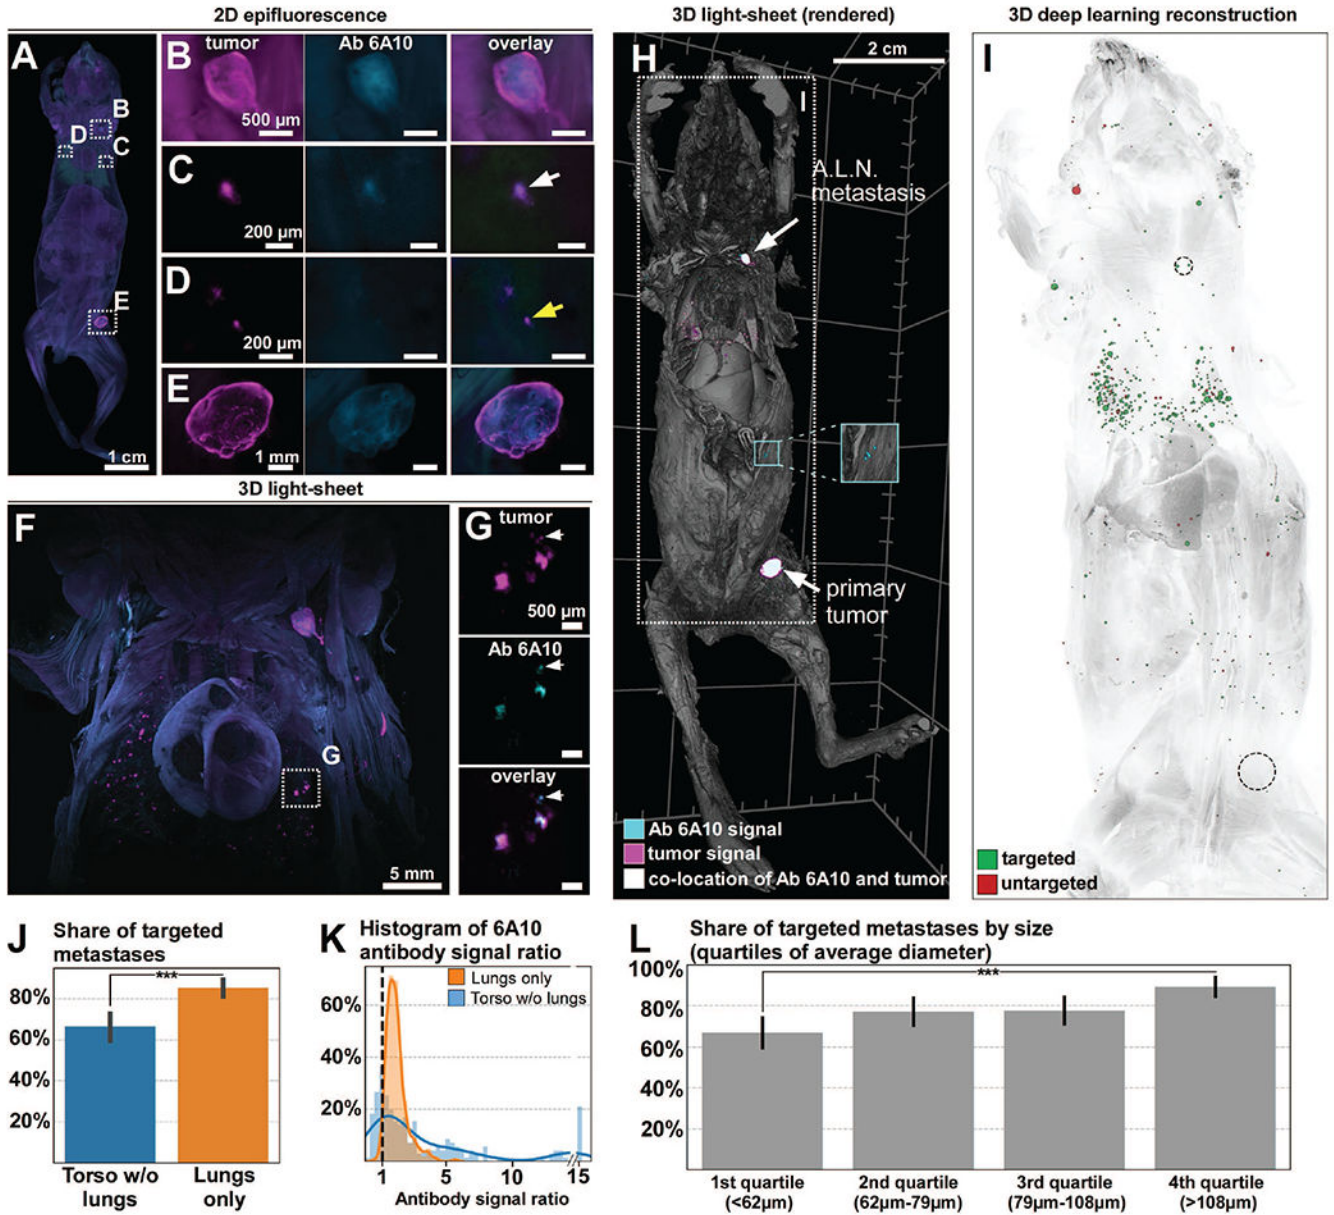 2D epifluorescence
A
B
D
C
E
1 cm
B
tumor
Ab 6A10
overlay
500 µm
C
200 µm
D
200 µm
E
1 mm
3D light-sheet
F
G
5 mm
G
tumor
500 µm
Ab 6A10
overlay
3D light-sheet (rendered)
H
2 cm
I
A.L.N.
metastasis
primary
tumor
Ab 6A10 signal
tumor signal
co-location of Ab 6A10 and tumor
3D deep learning reconstruction
I
targeted
untargeted
J
Share of targeted
metastases
***
80%
60%
40%
20%
Torso w/o
lungs
Lungs
only
K
Histogram of 6A10
antibody signal ratio
Lungs only
Torso w/o lungs
60%
40%
20%
1
5
10
15
Antibody signal ratio
L
Share of targeted metastases by size
(quartiles of average diameter)
***
100%
80%
60%
40%
20%
1st quartile
(<62µm)
2nd quartile
(62µm-79µm)
3rd quartile
(79µm-108µm)
4th quartile
(>108µm)